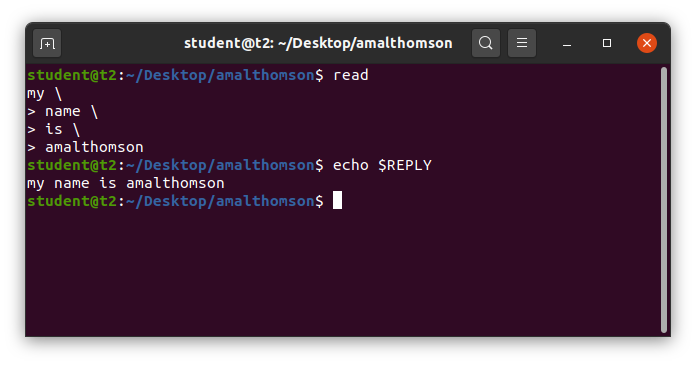 student@t2: ~/Desktop/amalthomson
student@t2:~/Desktop/amalthomson$ read
my \
> name \
> is \
> amalthomson
student@t2:~/Desktop/amalthomson$ echo $REPLY
my name is amalthomson
student@t2:~/Desktop/amalthomson$